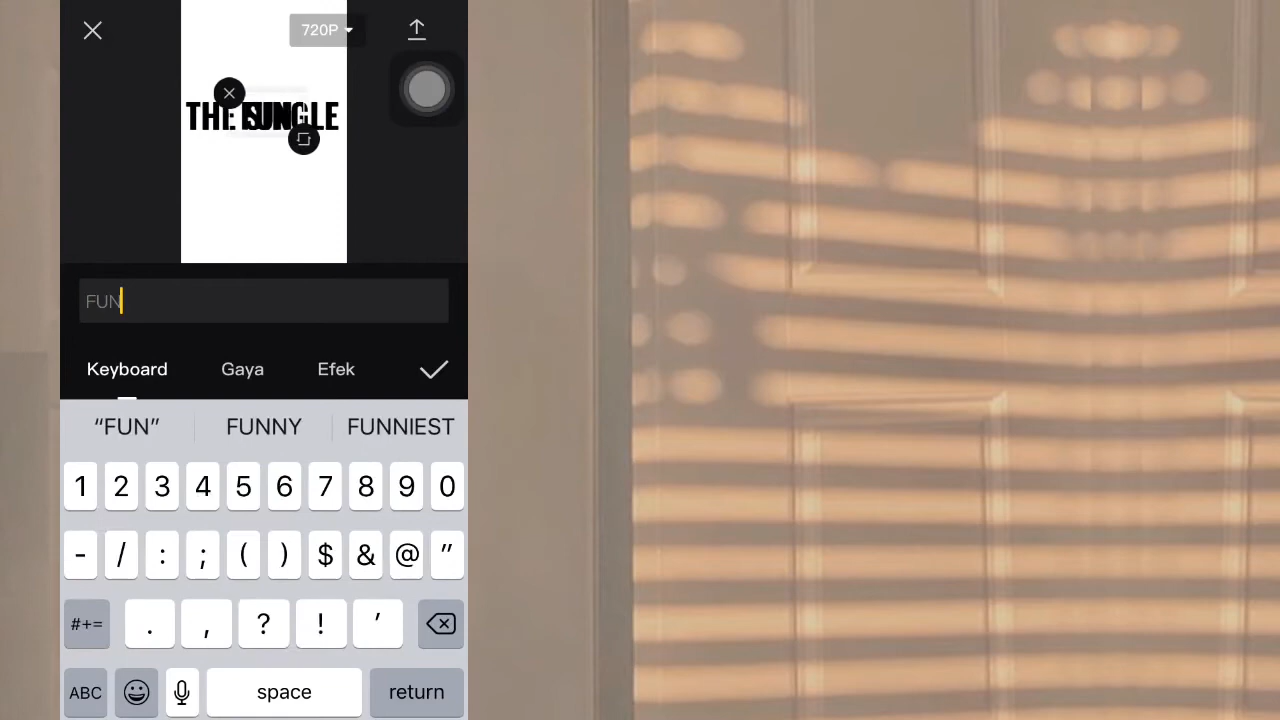 720P
THE JUNGLE
FUN
Keyboard Gaya Efek
“FUN” FUNNY FUNNIEST
1 2 3 4 5 6 7 8 9 0
- / : ; ( ) $ & @ "
#+= . , ? ! ’
ABC space return